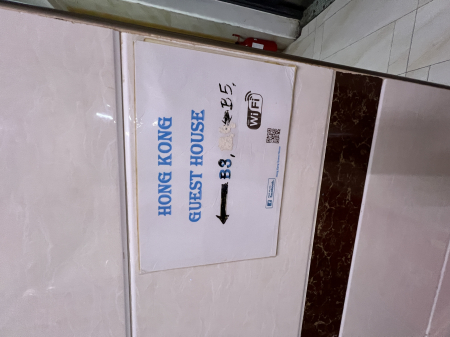 HONG KONG
GUEST HOUSE
B3, B5,
WiFi